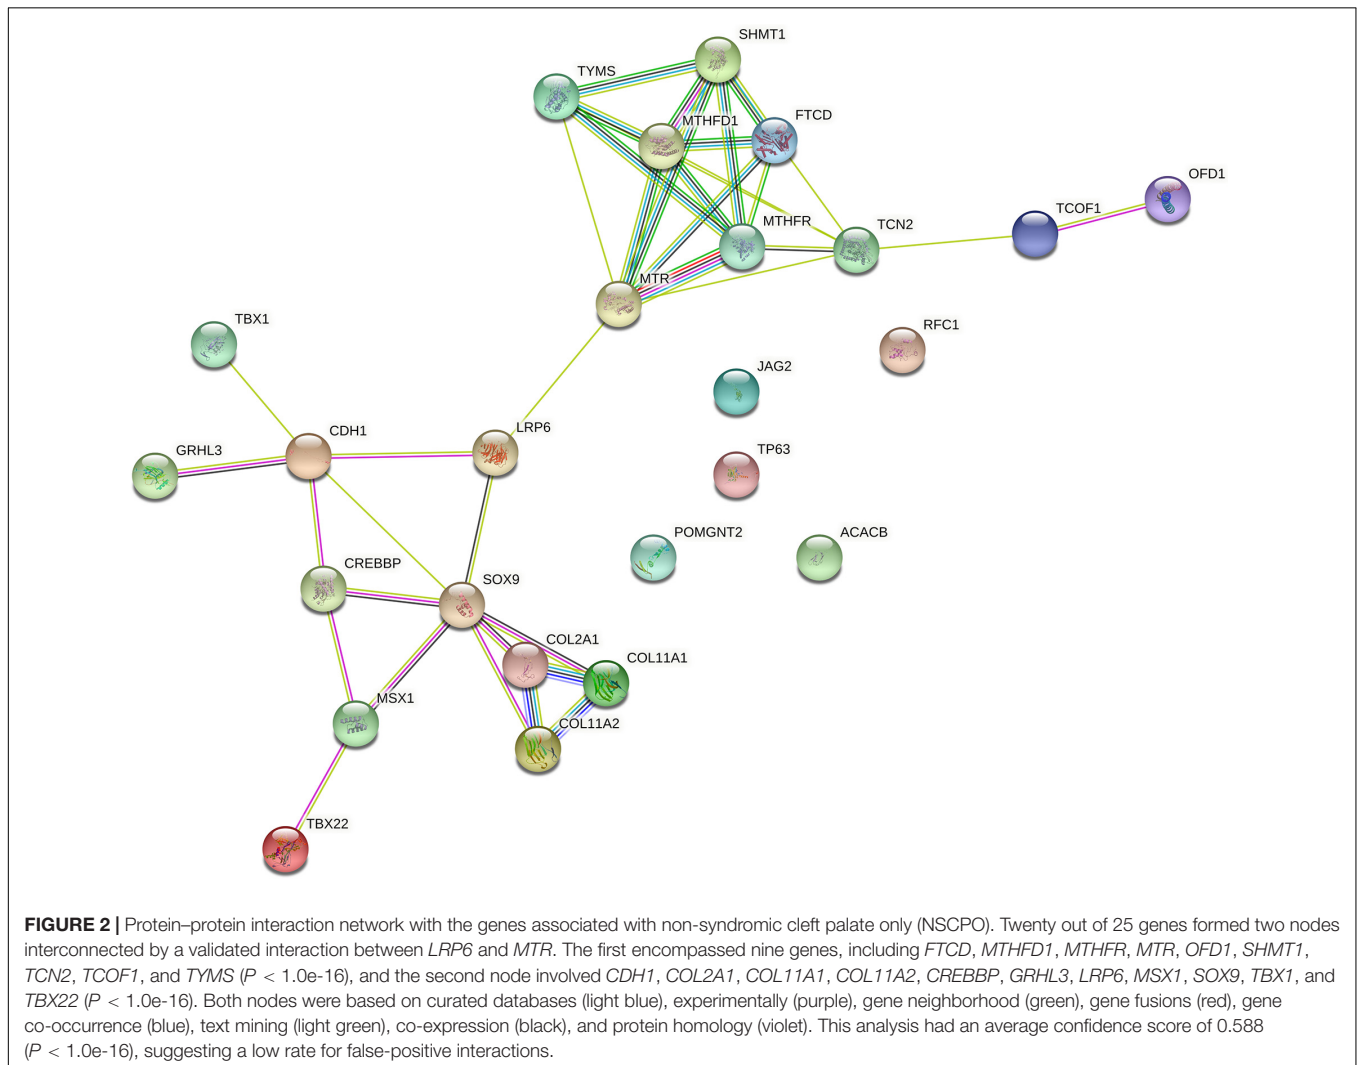 SHMT1
TYMS
MTHFD1
FTCD
OFD1
TCOF1
MTHFR
TCN2
MTR
TBX1
RFC1
JAG2
LRP6
CDH1
GRHL3
TP63
POMGNT2
ACACB
CREBBP
SOX9
COL2A1
COL11A1
MSX1
COL11A2
TBX22
FIGURE 2 | Protein–protein interaction network with the genes associated with non-syndromic cleft palate only (NSCPO). Twenty out of 25 genes formed two nodes
interconnected by a validated interaction between LRP6 and MTR. The first encompassed nine genes, including FTCD, MTHFD1, MTHFR, MTR, OFD1, SHMT1,
TCN2, TCOF1, and TYMS (P < 1.0e-16), and the second node involved CDH1, COL2A1, COL11A1, COL11A2, CREBBP, GRHL3, LRP6, MSX1, SOX9, TBX1, and
TBX22 (P < 1.0e-16). Both nodes were based on curated databases (light blue), experimentally (purple), gene neighborhood (green), gene fusions (red), gene
co-occurrence (blue), text mining (light green), co-expression (black), and protein homology (violet). This analysis had an average confidence score of 0.588
(P < 1.0e-16), suggesting a low rate for false-positive interactions.